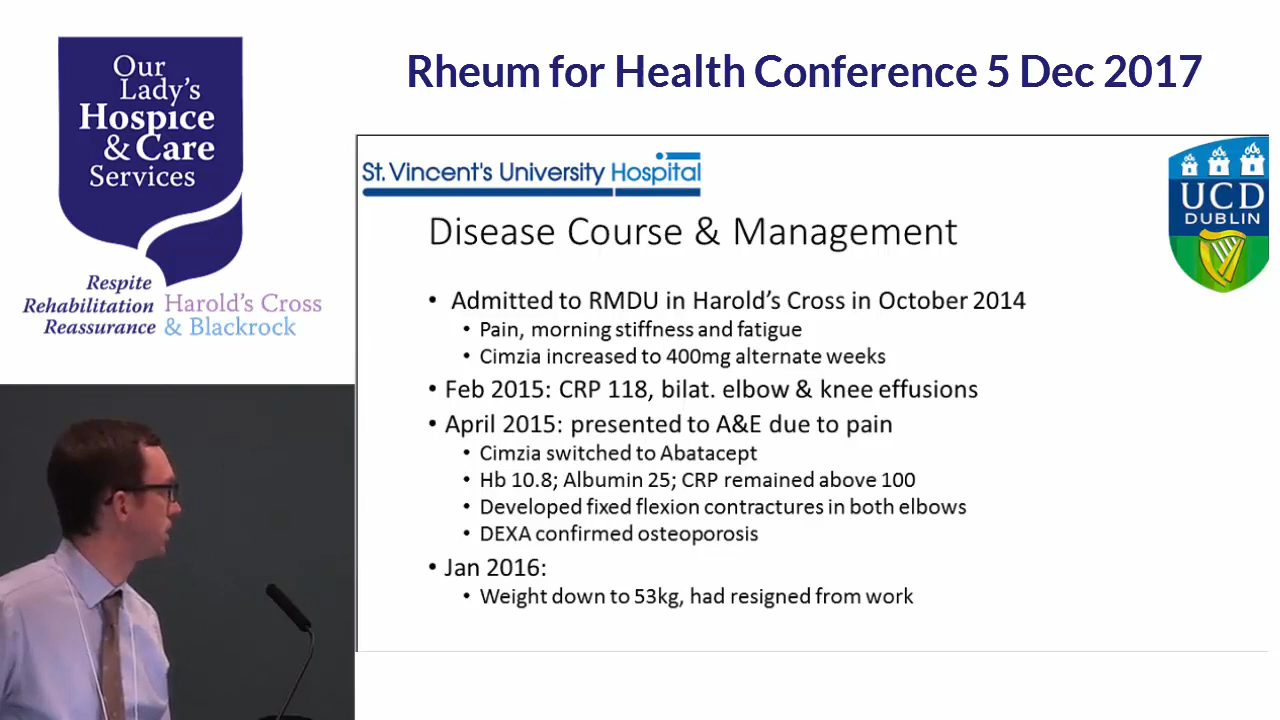 Our
Lady's
Hospice
& Care
Services
Respite
Rehabilitation
Reassurance
Harold's Cross
& Blackrock
Rheum for Health Conference 5 Dec 2017
St. Vincent's University Hospital
UCD
DUBLIN
Disease Course & Management
• Admitted to RMDU in Harold's Cross in October 2014
• Pain, morning stiffness and fatigue
• Cimzia increased to 400mg alternate weeks
• Feb 2015: CRP 118, bilat. elbow & knee effusions
• April 2015: presented to A&E due to pain
• Cimzia switched to Abatacept
• Hb 10.8; Albumin 25; CRP remained above 100
• Developed fixed flexion contractures in both elbows
• DEXA confirmed osteoporosis
• Jan 2016:
• Weight down to 53kg, had resigned from work